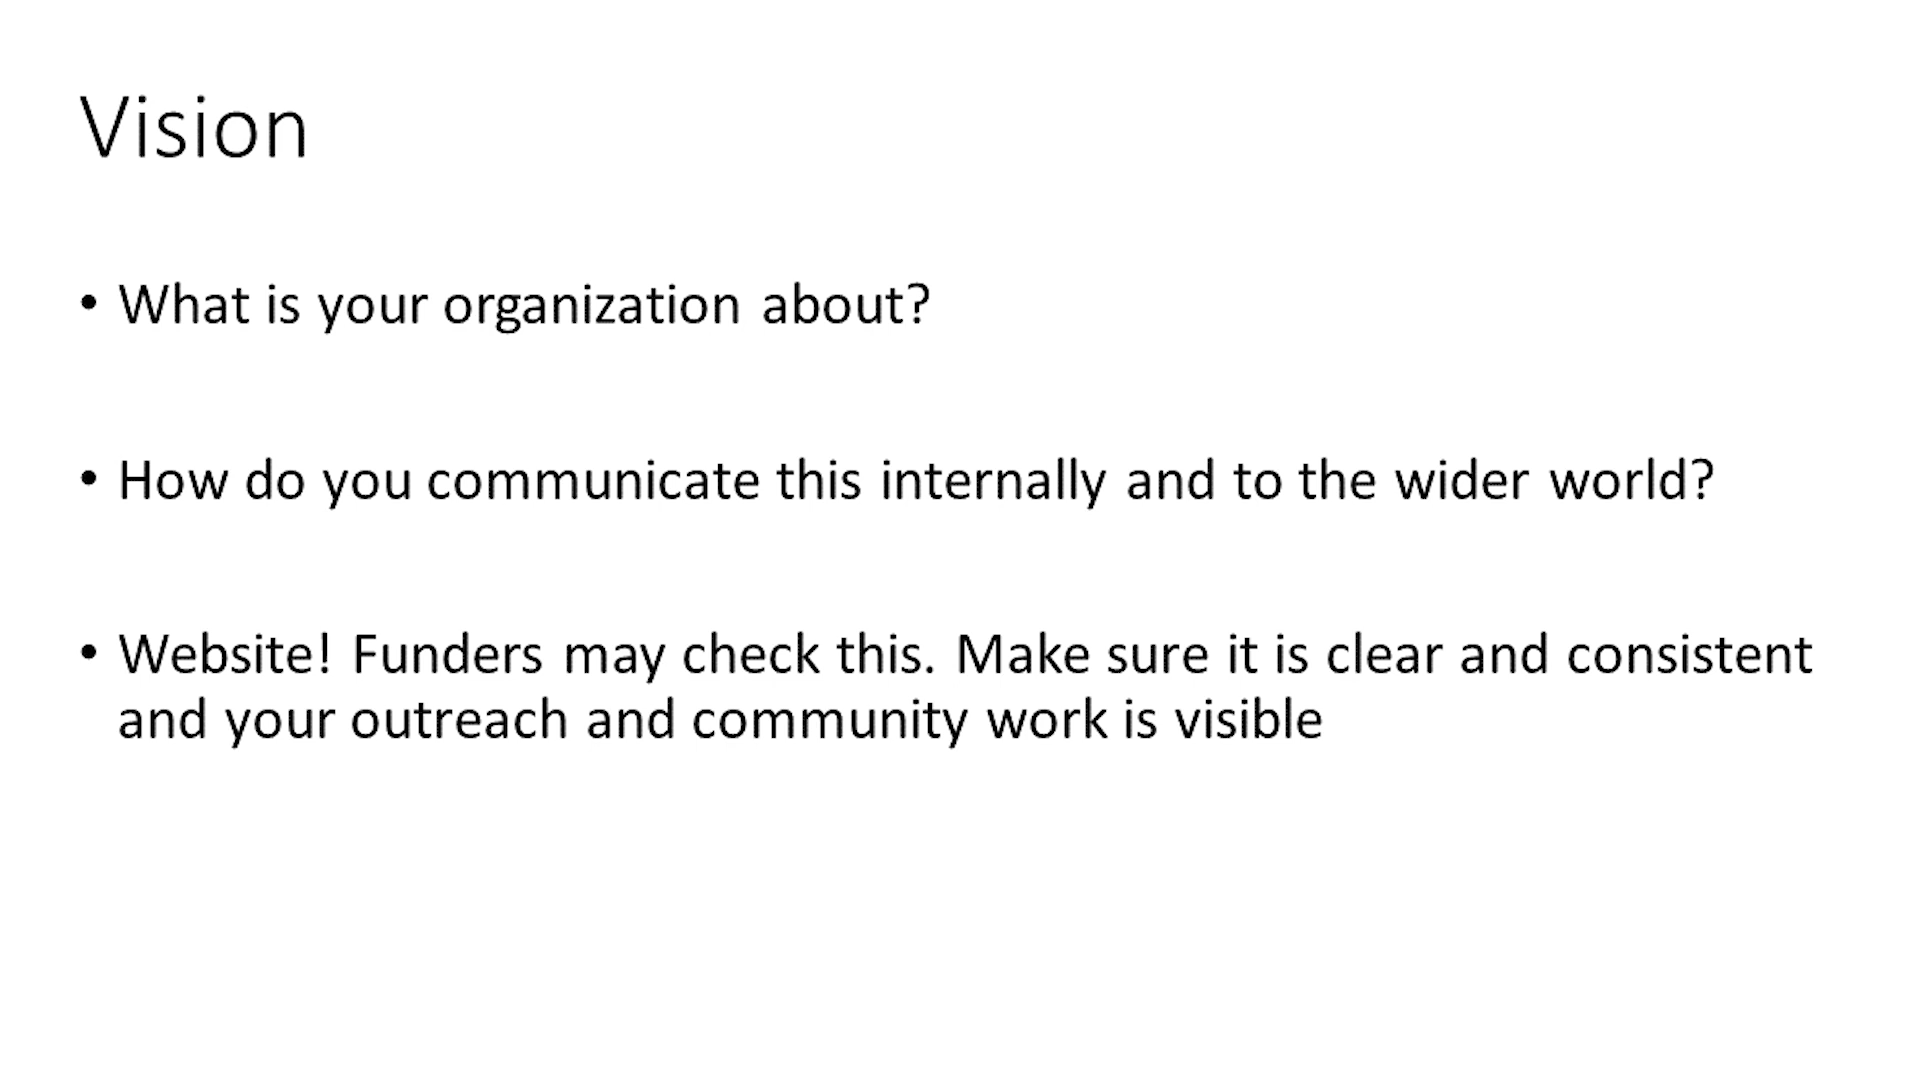 Vision
• What is your organization about?
• How do you communicate this internally and to the wider world?
• Website! Funders may check this. Make sure it is clear and consistent
and your outreach and community work is visible